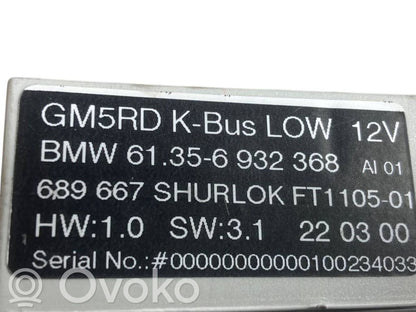 GM5RD K-Bus LOW 12V
BMW 61.35-6 932 368 AI 01
689 667 SHURLOK FT1105-01
HW:1.0 SW:3.1 22 03 00
Serial No.:#00000000000100234033
Ovoko